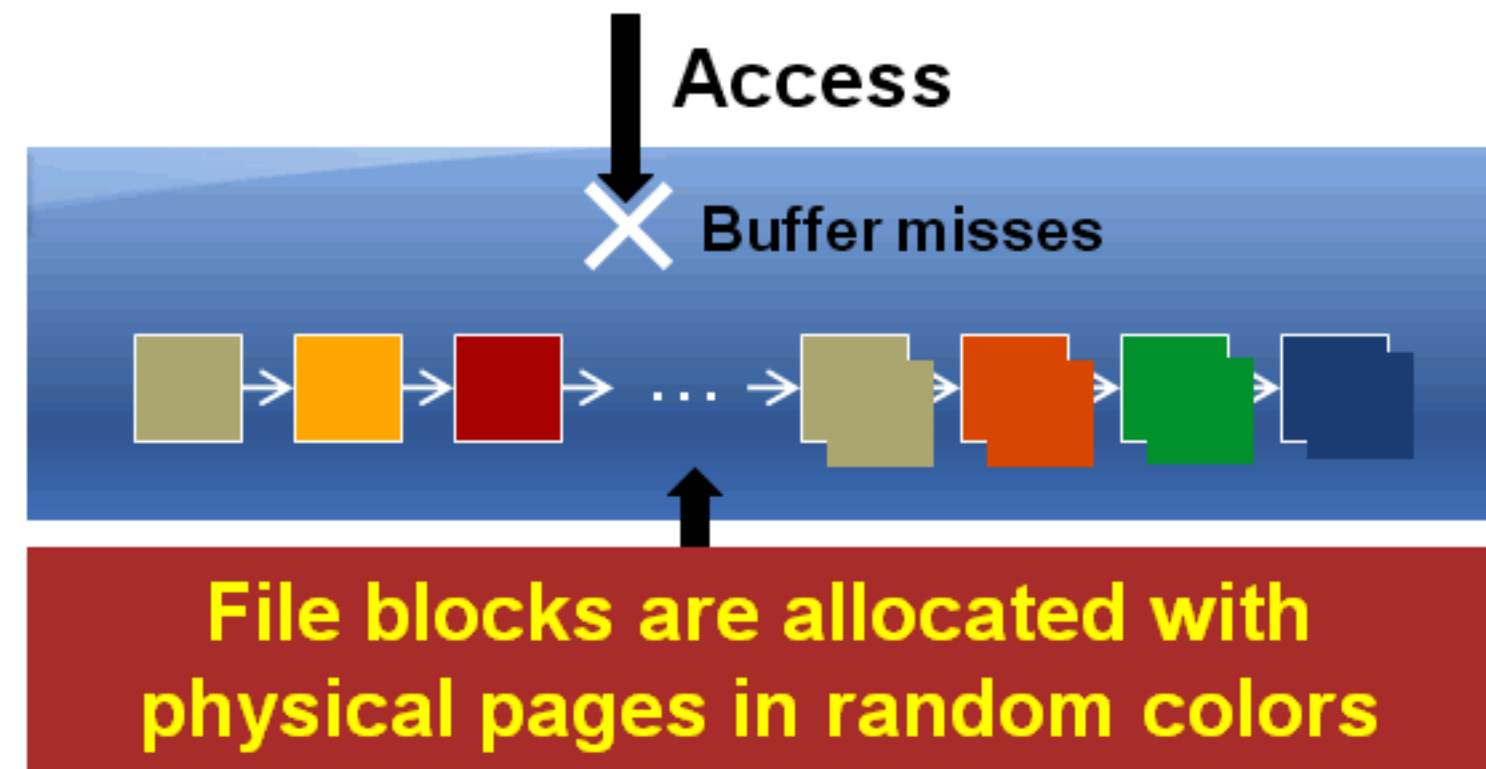 Access
Buffer misses
...
File blocks are allocated with
physical pages in random colors